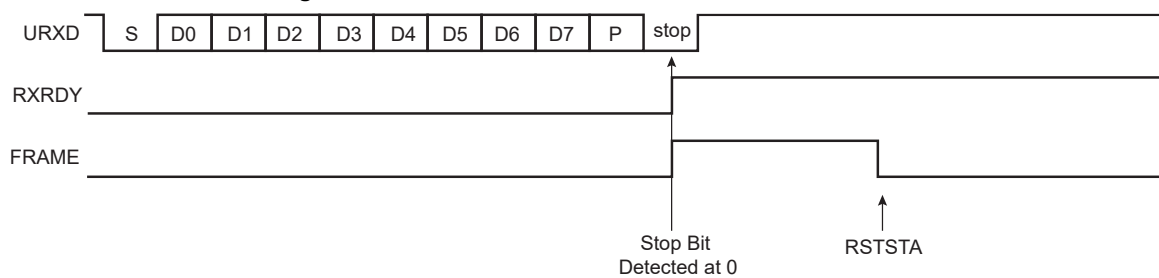 URXD S D0 D1 D2 D3 D4 D5 D6 D7 P stop
RXRDY
FRAME
Stop Bit
Detected at 0
RSTSTA